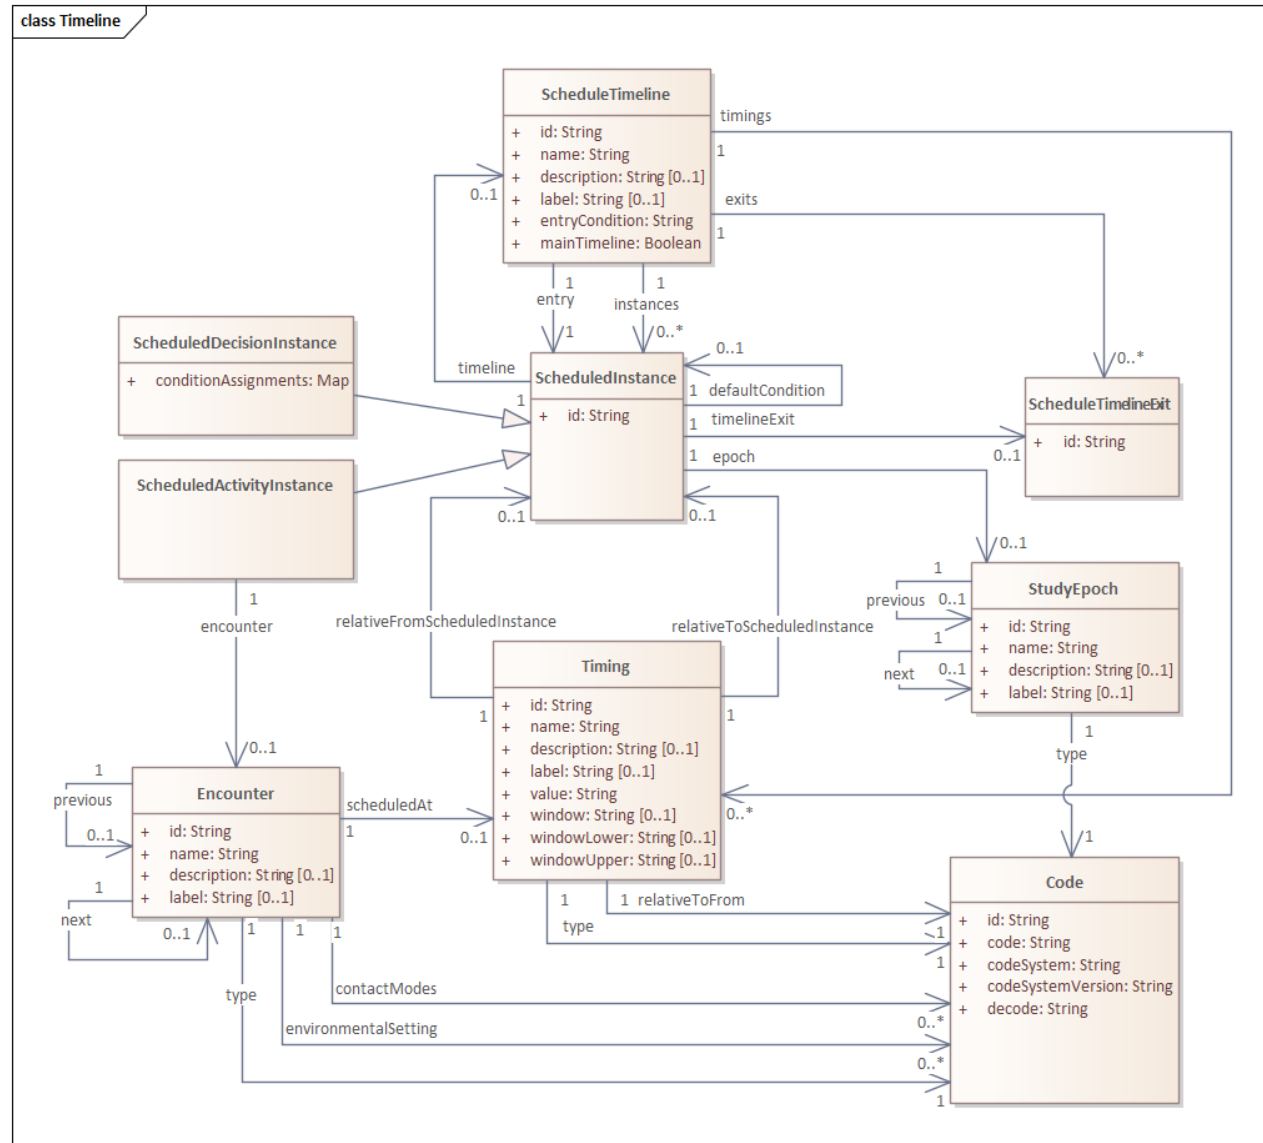 class Timeline
ScheduleTimeline
+ id: String
+ name: String
+ description: String [0..1]
+ label: String [0..1]
+ entryCondition: String
+ mainTimeline: Boolean
timings
1
exits
1
0..1
1
entry
1
1
instances
0..*
ScheduledDecisionInstance
+ conditionAssignments: Map
timeline
1
ScheduledInstance
+ id: String
0..1
1 defaultCondition
1 timelineExit
0..1
1 epoch
0..1
0..*
ScheduleTimelineExit
+ id: String
ScheduledActivityInstance
0..1
0..1
1
encounter
0..1
relativeFromScheduledInstance
1
relativeToScheduledInstance
1
StudyEpoch
+ id: String
+ name: String
+ description: String [0..1]
+ label: String [0..1]
1
previous 0..1
1
next 0..1
1
type
1
Timing
+ id: String
+ name: String
+ description: String [0..1]
+ label: String [0..1]
+ value: String
+ window: String [0..1]
+ windowLower: String [0..1]
+ windowUpper: String [0..1]
0..*
Encounter
+ id: String
+ name: String
+ description: String [0..1]
+ label: String [0..1]
1
previous
0..1
1
next
0..1
scheduledAt
1
0..1
1
type
1
1 relativeToFrom
1
Code
+ id: String
+ code: String
+ codeSystem: String
+ codeSystemVersion: String
+ decode: String
1
type
1
1
environmentalSetting
0..*
1
contactModes
0..*